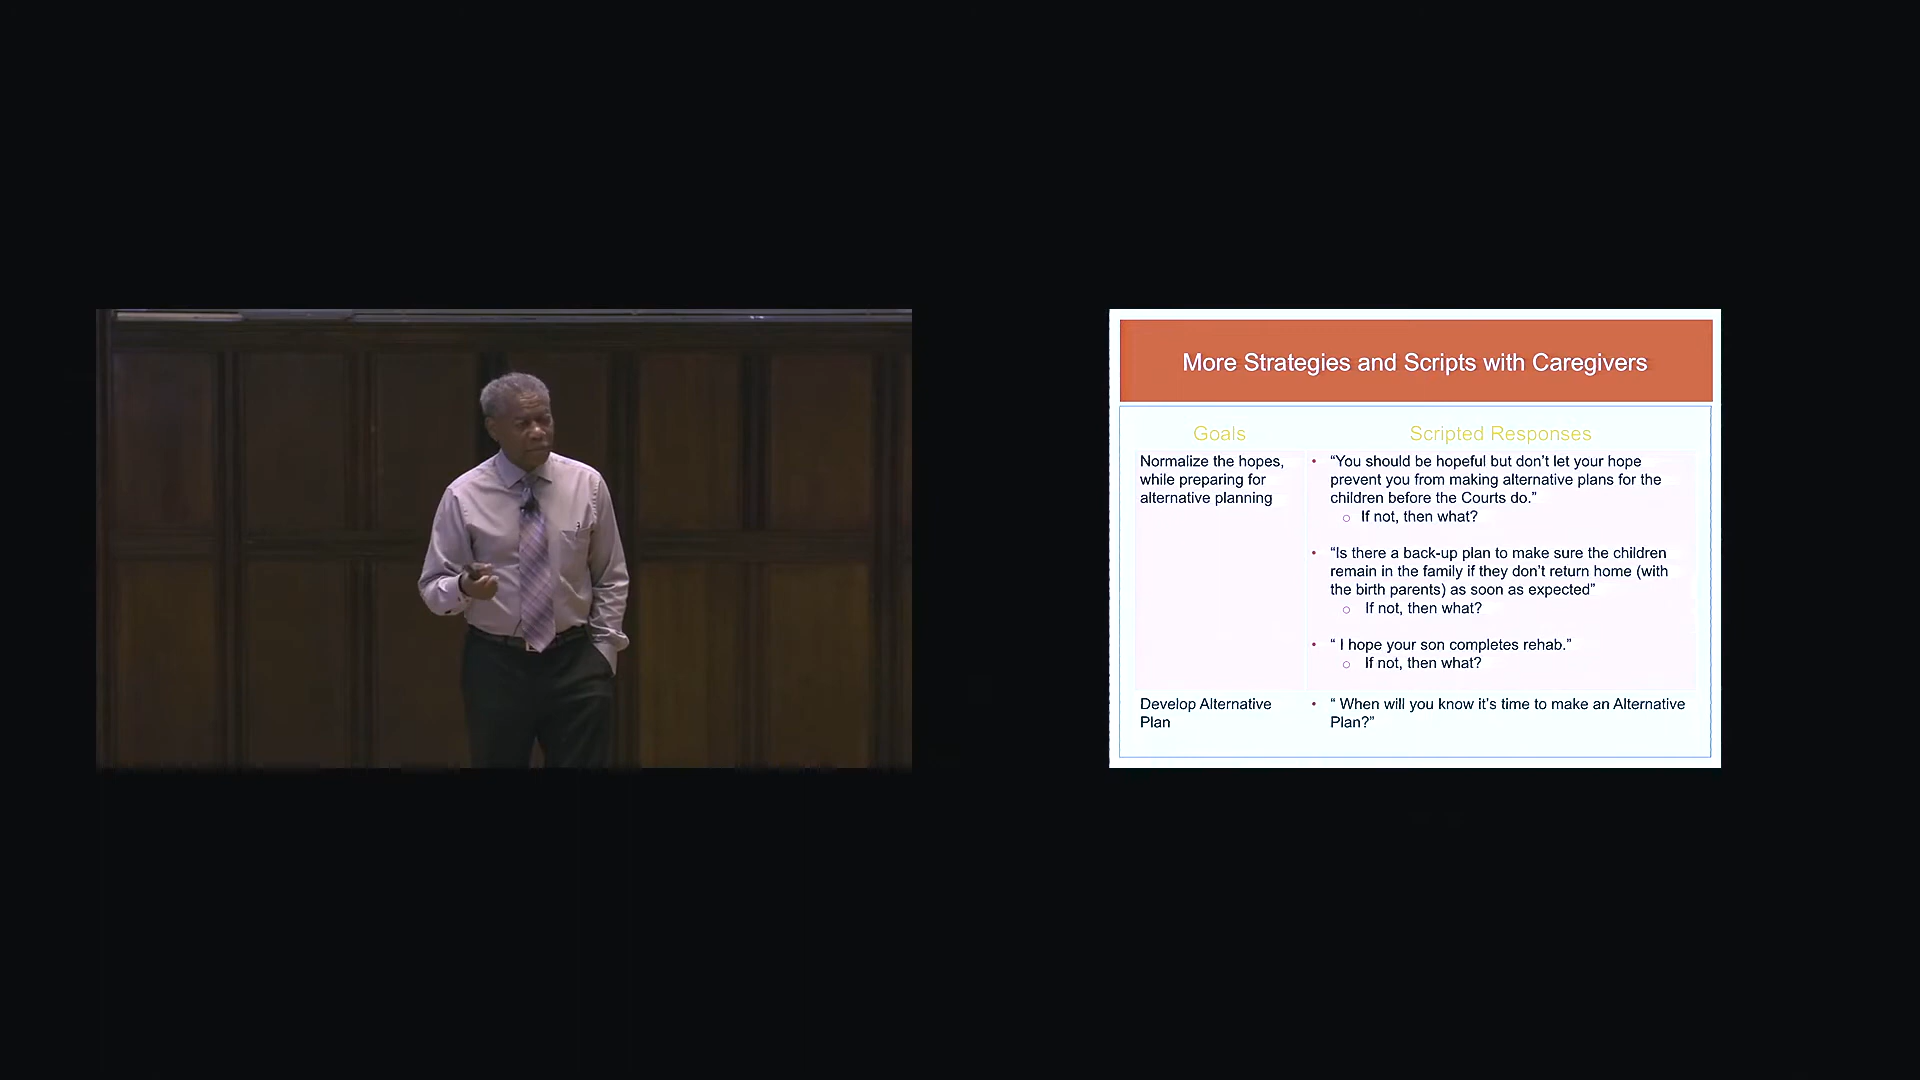 More Strategies and Scripts with Caregivers
Goals
Scripted Responses
Normalize the hopes,
while preparing for
alternative planning
• “You should be hopeful but don’t let your hope
prevent you from making alternative plans for the
children before the Courts do.”
○ If not, then what?
• “Is there a back-up plan to make sure the children
remain in the family if they don’t return home (with
the birth parents) as soon as expected”
○ If not, then what?
• “ I hope your son completes rehab.”
○ If not, then what?
Develop Alternative
Plan
• “ When will you know it’s time to make an Alternative
Plan?”